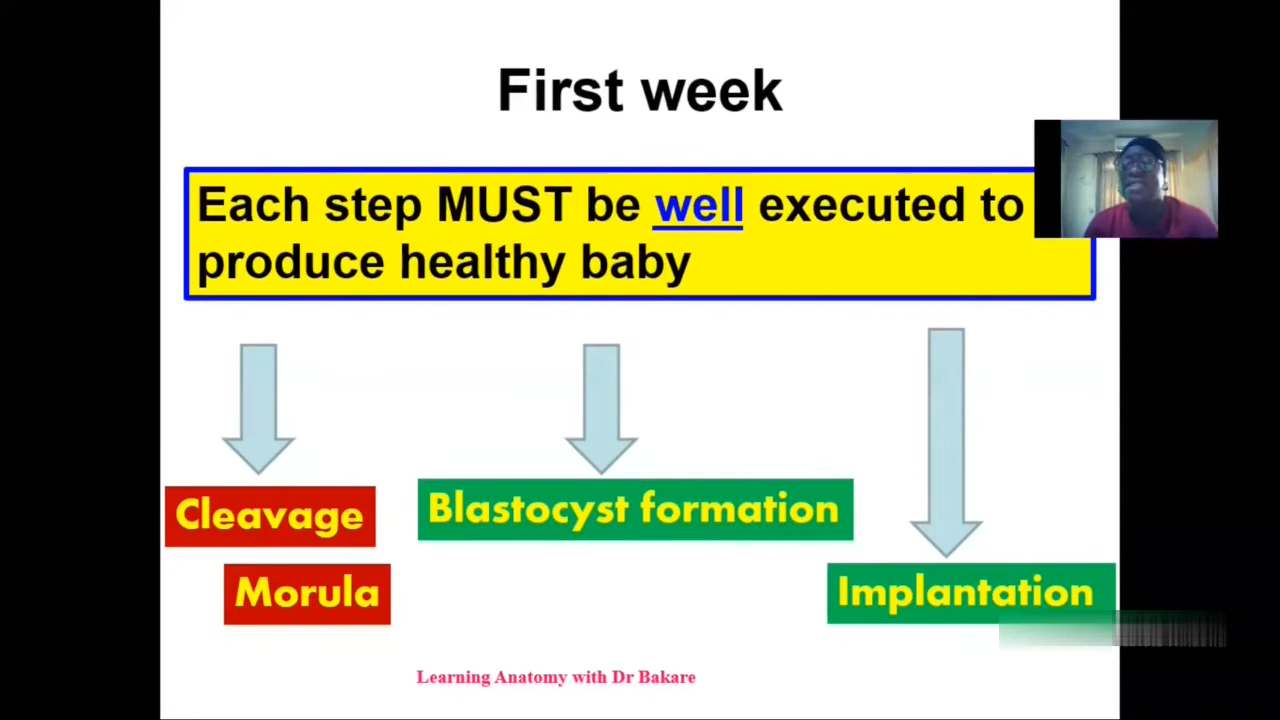 First week
Each step MUST be well executed to
produce healthy baby
Cleavage
Blastocyst formation
Morula
Implantation
Learning Anatomy with Dr Bakare